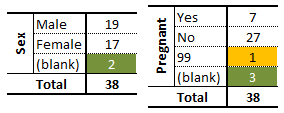 Sex
Male 19
Female 17
(blank) 2
Total 38
Pregnant
Yes 7
No 27
99 1
(blank) 3
Total 38